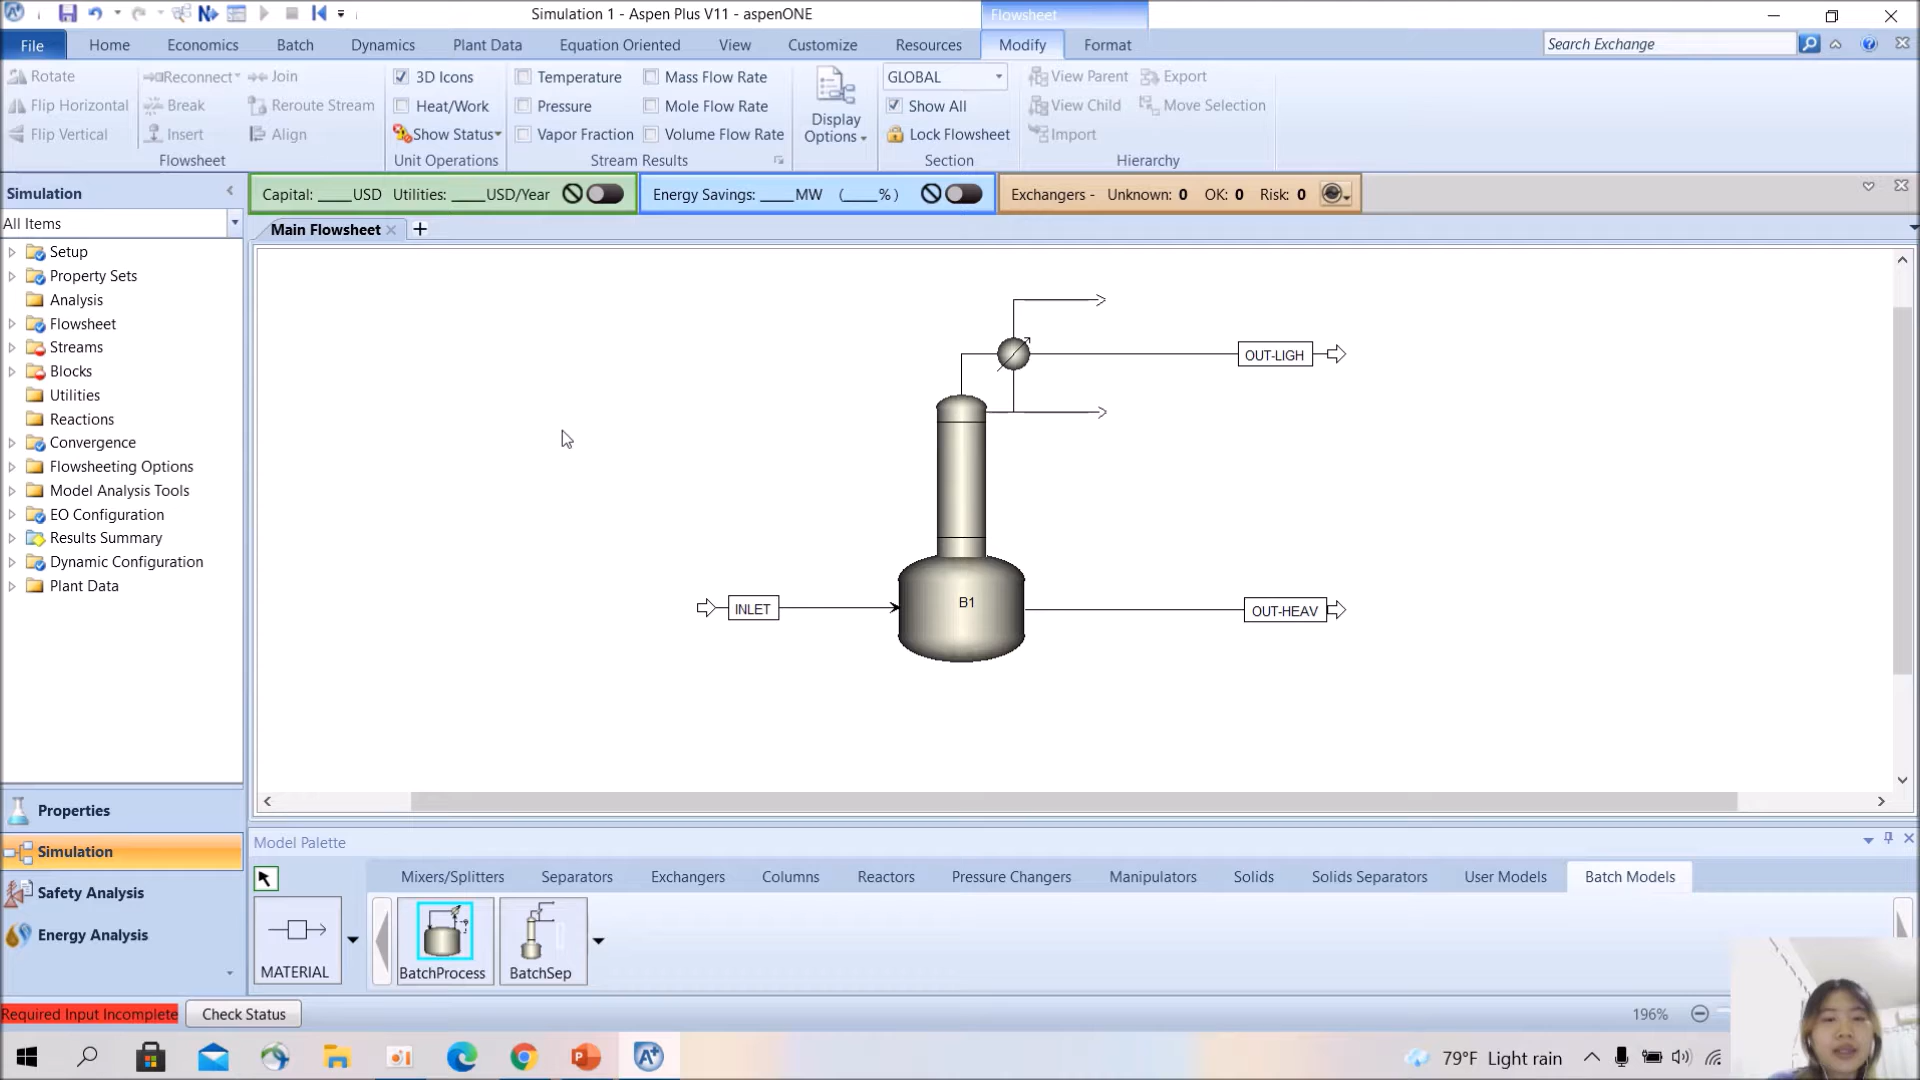 Simulation 1 - Aspen Plus V11 - aspenONE
Flowsheet
File Home Economics Batch Dynamics Plant Data Equation Oriented View Customize Resources Modify Format
Search Exchange
Rotate
Flip Horizontal
Flip Vertical
Reconnect
Break
Insert
Join
Reroute Stream
Align
Flowsheet
3D Icons
Heat/Work
Show Status
Unit Operations
Temperature
Pressure
Vapor Fraction
Mass Flow Rate
Mole Flow Rate
Volume Flow Rate
Stream Results
Display
Options
GLOBAL
Show All
Lock Flowsheet
Section
View Parent
View Child
Import
Export
Move Selection
Hierarchy
Capital: _____USD Utilities: _____USD/Year
Energy Savings: _____MW (_____%)
Exchangers - Unknown: 0 OK: 0 Risk: 0
Simulation
All Items
Setup
Property Sets
Analysis
Flowsheet
Streams
Blocks
Utilities
Reactions
Convergence
Flowsheeting Options
Model Analysis Tools
EO Configuration
Results Summary
Dynamic Configuration
Plant Data
Properties
Simulation
Safety Analysis
Energy Analysis
Main Flowsheet
OUT-LIGH
INLET
B1
OUT-HEAV
Model Palette
Mixers/Splitters Separators Exchangers Columns Reactors Pressure Changers Manipulators Solids Solids Separators User Models Batch Models
MATERIAL
BatchProcess
BatchSep
Required Input Incomplete
Check Status
196%
79°F Light rain